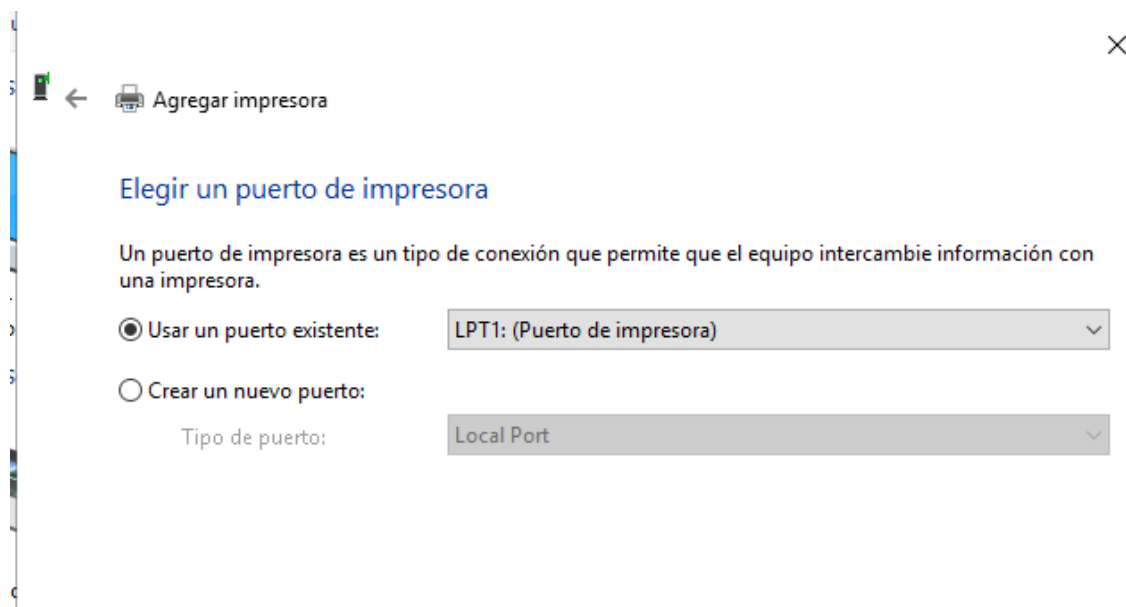 Agregar impresora
Elegir un puerto de impresora
Un puerto de impresora es un tipo de conexión que permite que el equipo intercambie información con
una impresora.
Usar un puerto existente: LPT1: (Puerto de impresora)
Crear un nuevo puerto:
Tipo de puerto: Local Port